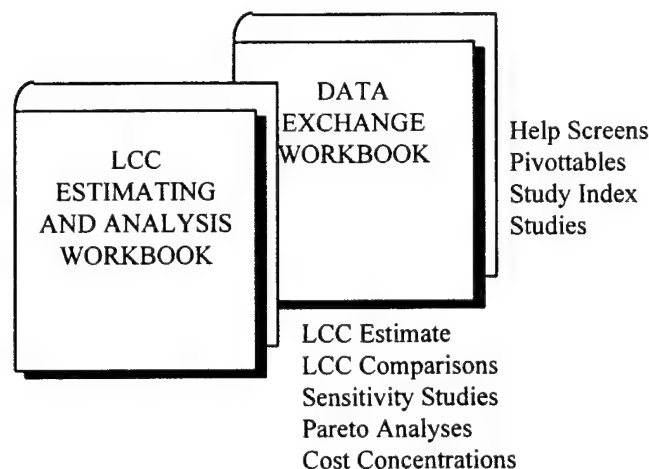 LCC
ESTIMATING
AND ANALYSIS
WORKBOOK
DATA
EXCHANGE
WORKBOOK
Help Screens
Pivottables
Study Index
Studies
LCC Estimate
LCC Comparisons
Sensitivity Studies
Pareto Analyses
Cost Concentrations